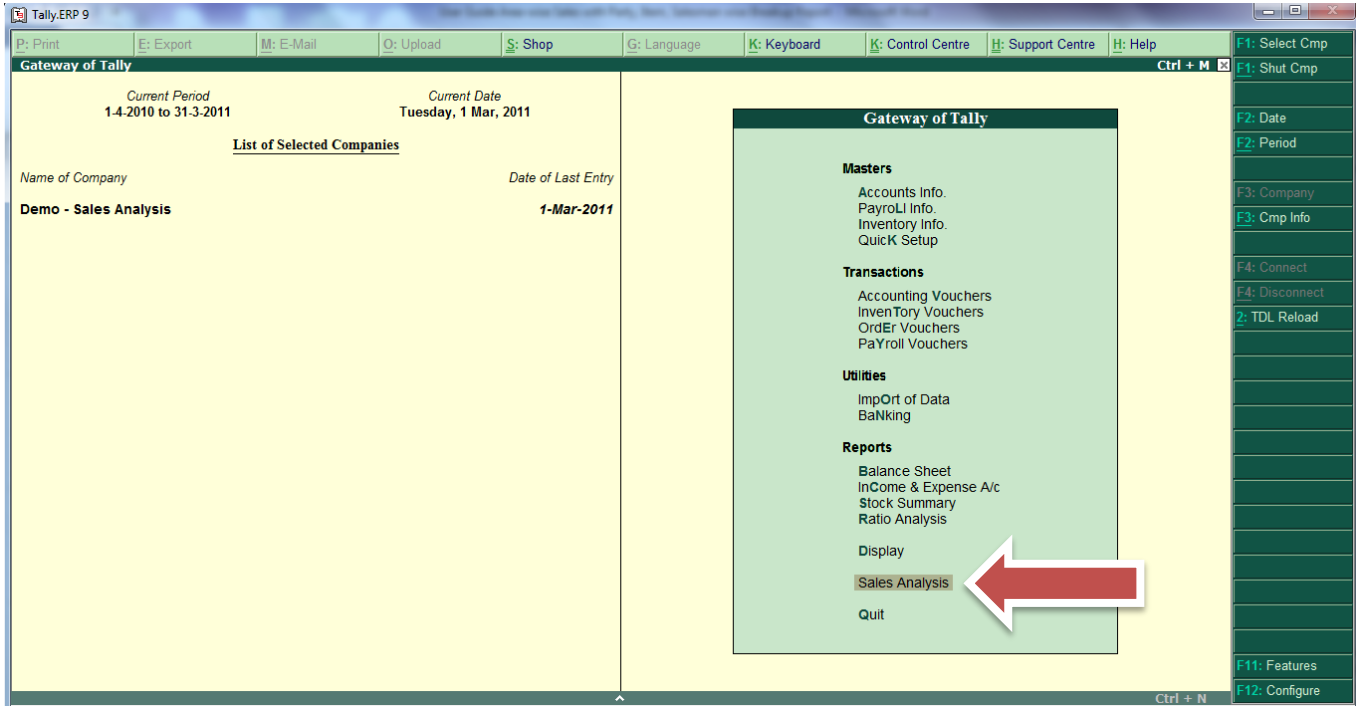 Tally.ERP 9
P: Print E: Export M: E-Mail O: Upload S: Shop G: Language K: Keyboard K: Control Centre H: Support Centre H: Help
Gateway of Tally Ctrl + M
Current Period Current Date
1-4-2010 to 31-3-2011 Tuesday, 1 Mar, 2011
List of Selected Companies
Name of Company Date of Last Entry
Demo - Sales Analysis 1-Mar-2011
Gateway of Tally
Masters
Accounts Info.
PayroLl Info.
Inventory Info.
QuicK Setup
Transactions
Accounting Vouchers
InvenTory Vouchers
OrdEr Vouchers
PaYroll Vouchers
Utilities
ImpOrt of Data
BaNking
Reports
Balance Sheet
InCome & Expense A/c
Stock Summary
Ratio Analysis
Display
Sales Analysis
Quit
F1: Select Cmp
F1: Shut Cmp
F2: Date
F2: Period
F3: Company
F3: Cmp Info
F4: Connect
F4: Disconnect
2: TDL Reload
F11: Features
F12: Configure
Ctrl + N